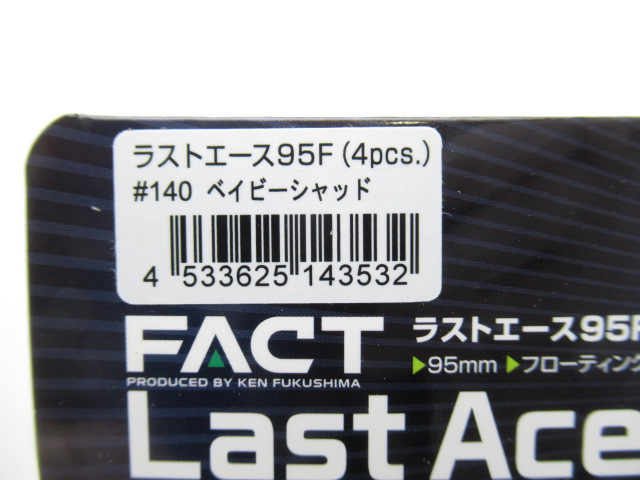 ラストエース95F(4pcs.)
#140 ベイビーシャッド
4 533625 143532
FACT
PRODUCED BY KEN FUKUSHIMA
ラストエース95F
▶95mm ▶フローティング
Last Ace